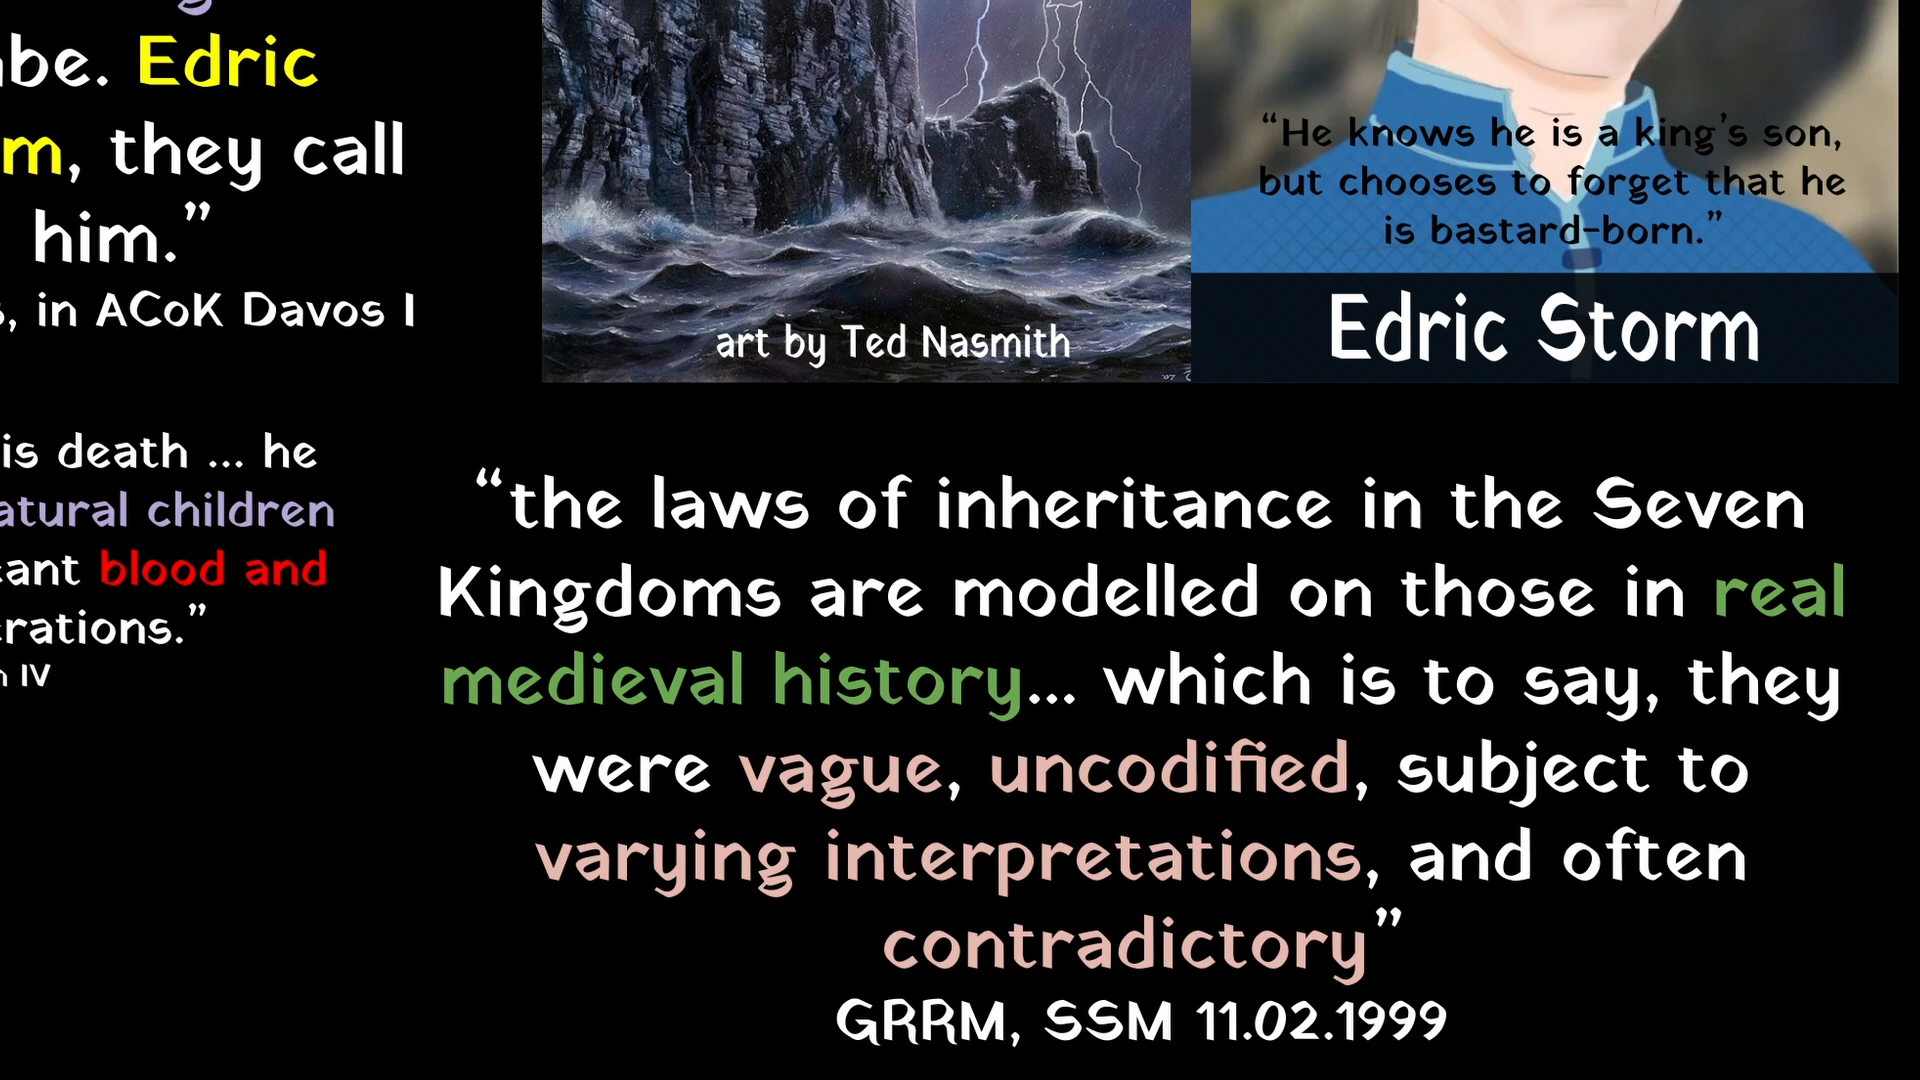 be. Edric
m, they call
him.”
, in ACoK Davos I
is death ... he
atural children
ant blood and
erations.”
IV
art by Ted Nasmith
“He knows he is a king’s son,
but chooses to forget that he
is bastard-born.”
Edric Storm
“the laws of inheritance in the Seven
Kingdoms are modelled on those in real
medieval history... which is to say, they
were vague, uncodified, subject to
varying interpretations, and often
contradictory”
GRRM, SSM 11.02.1999